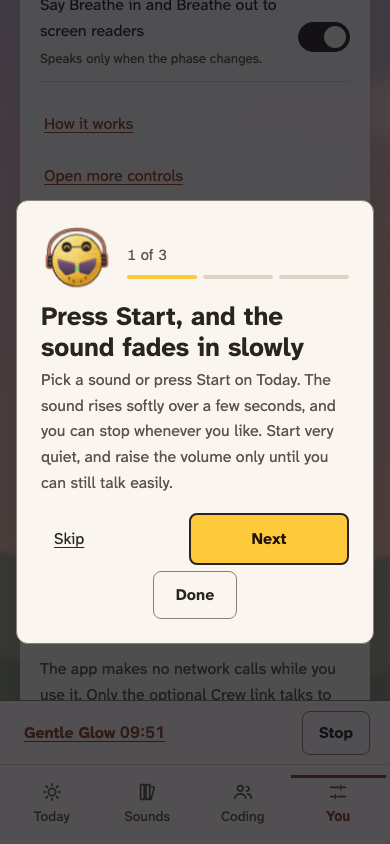 Say Breathe in and Breathe out to
screen readers
Speaks only when the phase changes.
How it works
Open more controls
1 of 3
Press Start, and the
sound fades in slowly
Pick a sound or press Start on Today. The
sound rises softly over a few seconds, and
you can stop whenever you like. Start very
quiet, and raise the volume only until you
can still talk easily.
Skip
Next
Done
The app makes no network calls while you
use it. Only the optional Crew link talks to
Gentle Glow 09:51
Stop
Today
Sounds
Coding
You